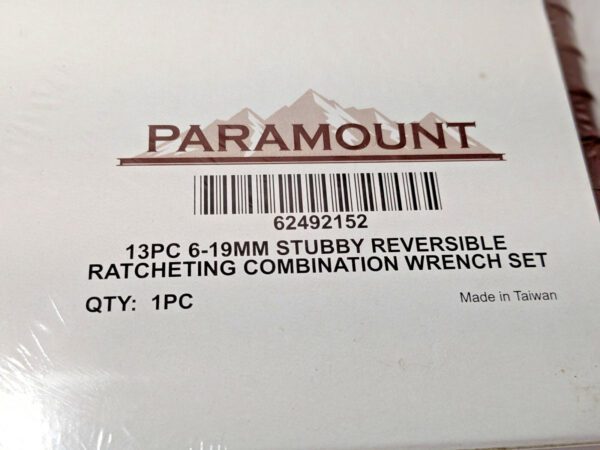 PARAMOUNT
62492152
13PC 6-19MM STUBBY REVERSIBLE
RATCHETING COMBINATION WRENCH SET
QTY: 1PC
Made in Taiwan